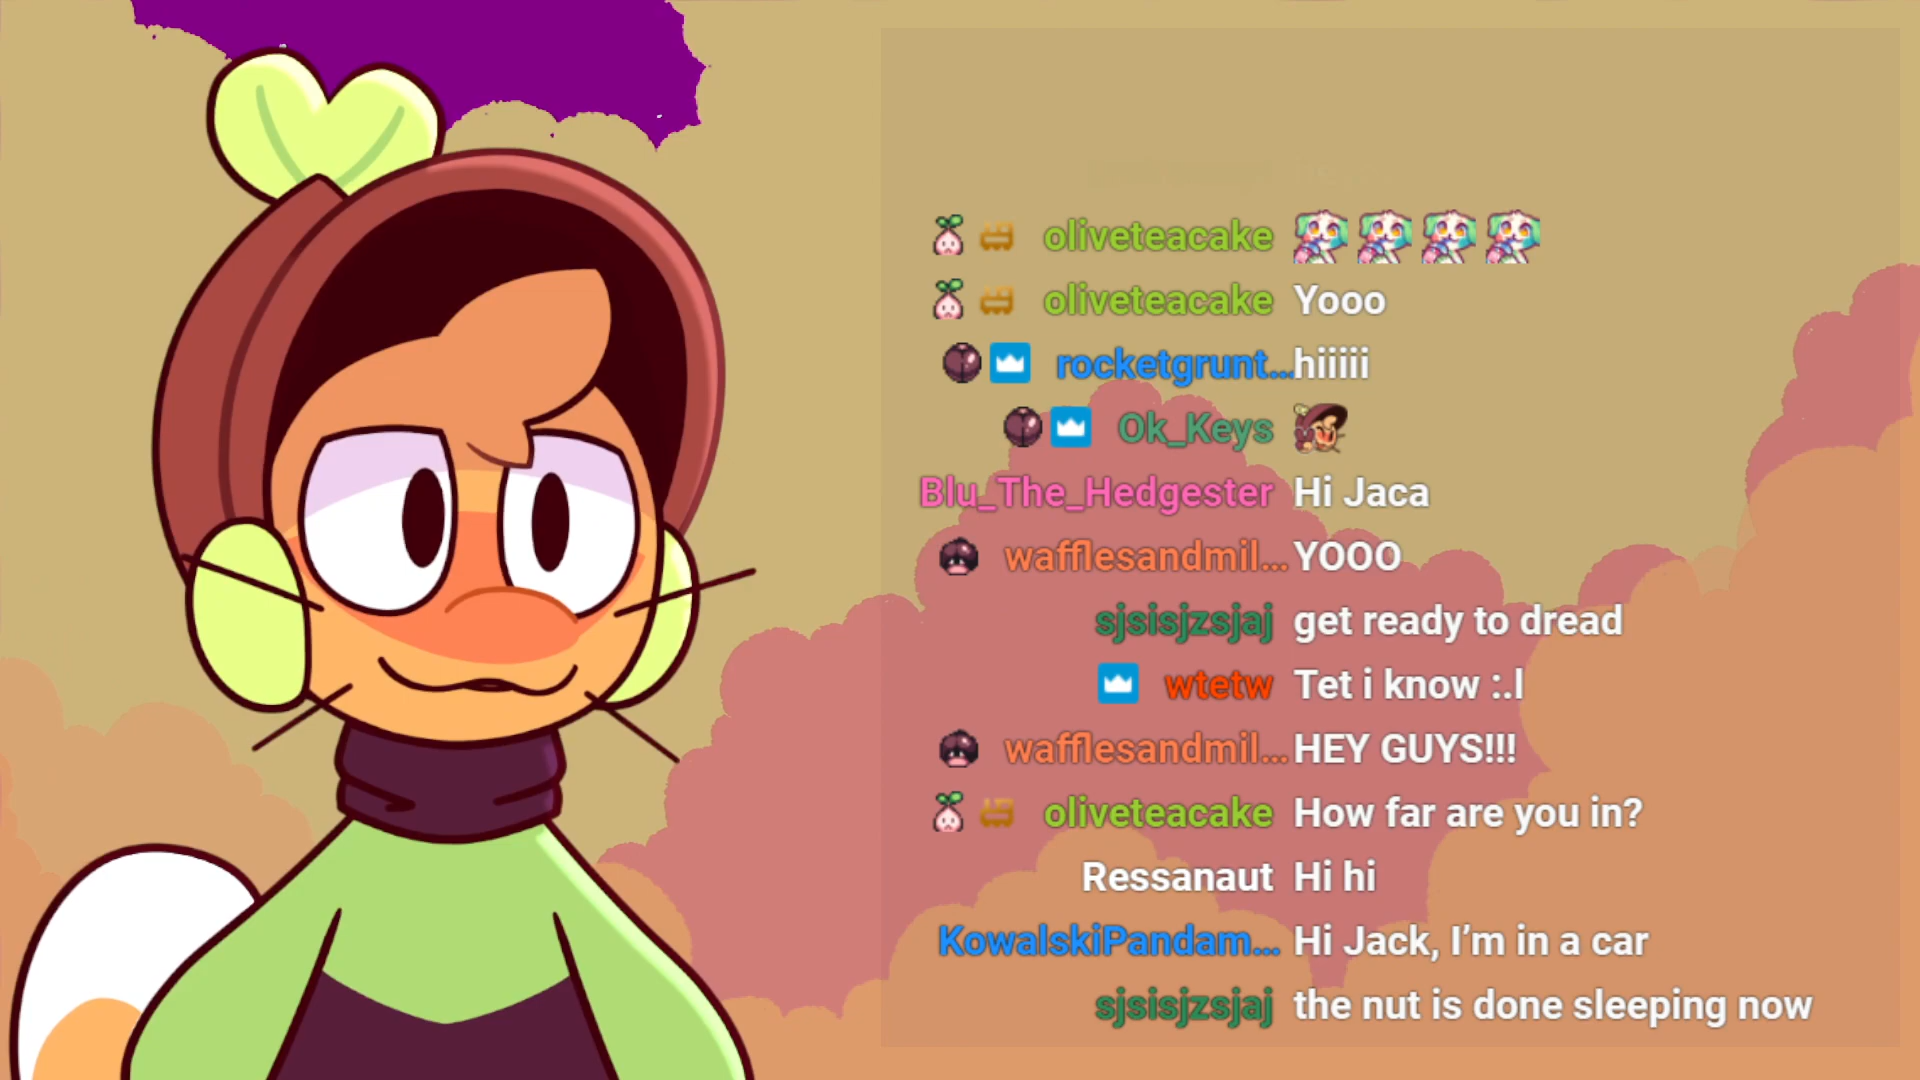 oliveteacake
oliveteacake Yooo
rocketgrunt... hiiiii
Ok_Keys
Blu_The_Hedgester Hi Jaca
wafflesandmil... YOOO
sjsisjzsjaj get ready to dread
wtetw Tet i know :.l
wafflesandmil... HEY GUYS!!!
oliveteacake How far are you in?
Ressanaut Hi hi
KowalskiPandam... Hi Jack, I’m in a car
sjsisjzsjaj the nut is done sleeping now